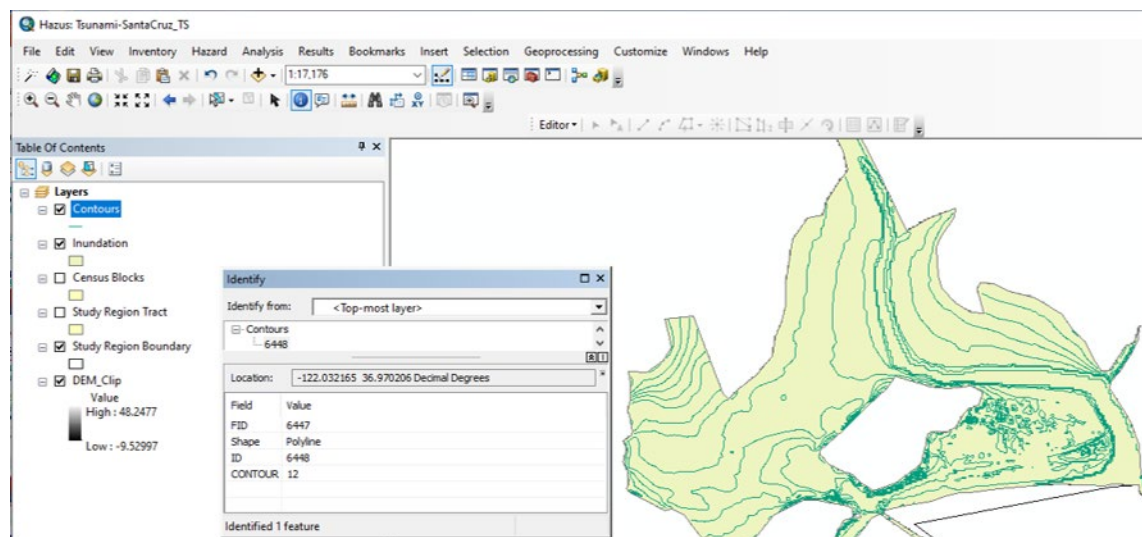 Hazus: Tsunami-SantaCruz_TS
File Edit View Inventory Hazard Analysis Results Bookmarks Insert Selection Geoprocessing Customize Windows Help
1:17,176
Editor
Table Of Contents
Layers
Contours
Inundation
Census Blocks
Study Region Tract
Study Region Boundary
DEM_Clip
Value
High : 48.2477
Low : -9.52997
Identify
Identify from: <Top-most layer>
Contours
6448
Location: -122.032165 36.970206 Decimal Degrees
Field Value
FID 6447
Shape Polyline
ID 6448
CONTOUR 12
Identified 1 feature